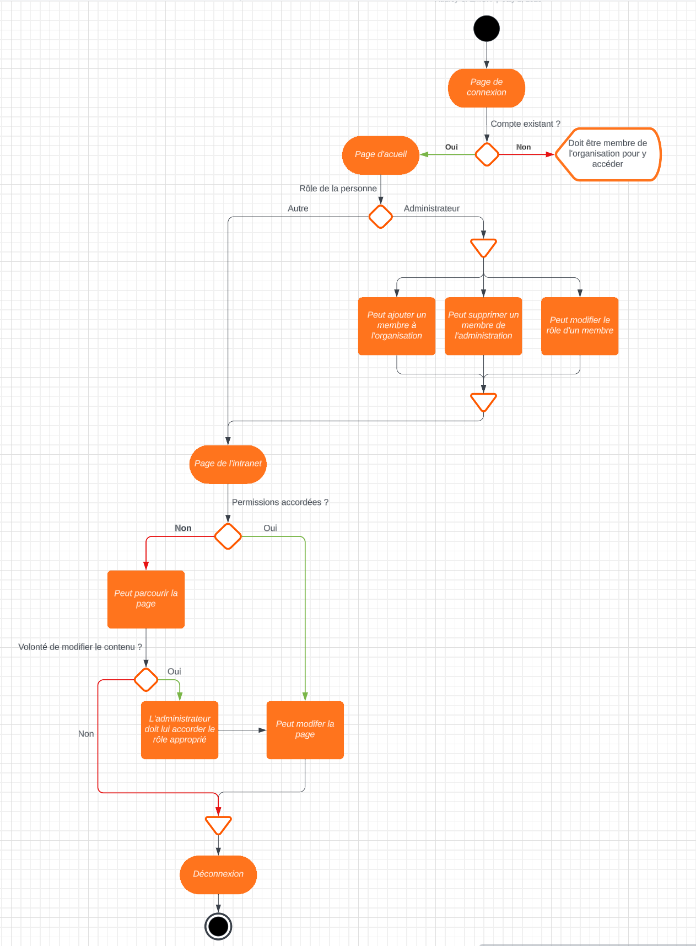 Page de
connexion
Compte existant ?
Oui
Non
Doit être membre de
l'organisation pour y
accéder
Page d'acueil
Rôle de la personne
Autre
Administrateur
Peut ajouter un
membre à
l'organisation
Peut supprimer un
membre de
l'administration
Peut modifier le
rôle d'un membre
Page de l'intranet
Permissions accordées ?
Non
Oui
Peut parcourir la
page
Volonté de modifier le contenu ?
Oui
Non
L'administrateur
doit lui accorder le
rôle approprié
Peut modifer la
page
Déconnexion